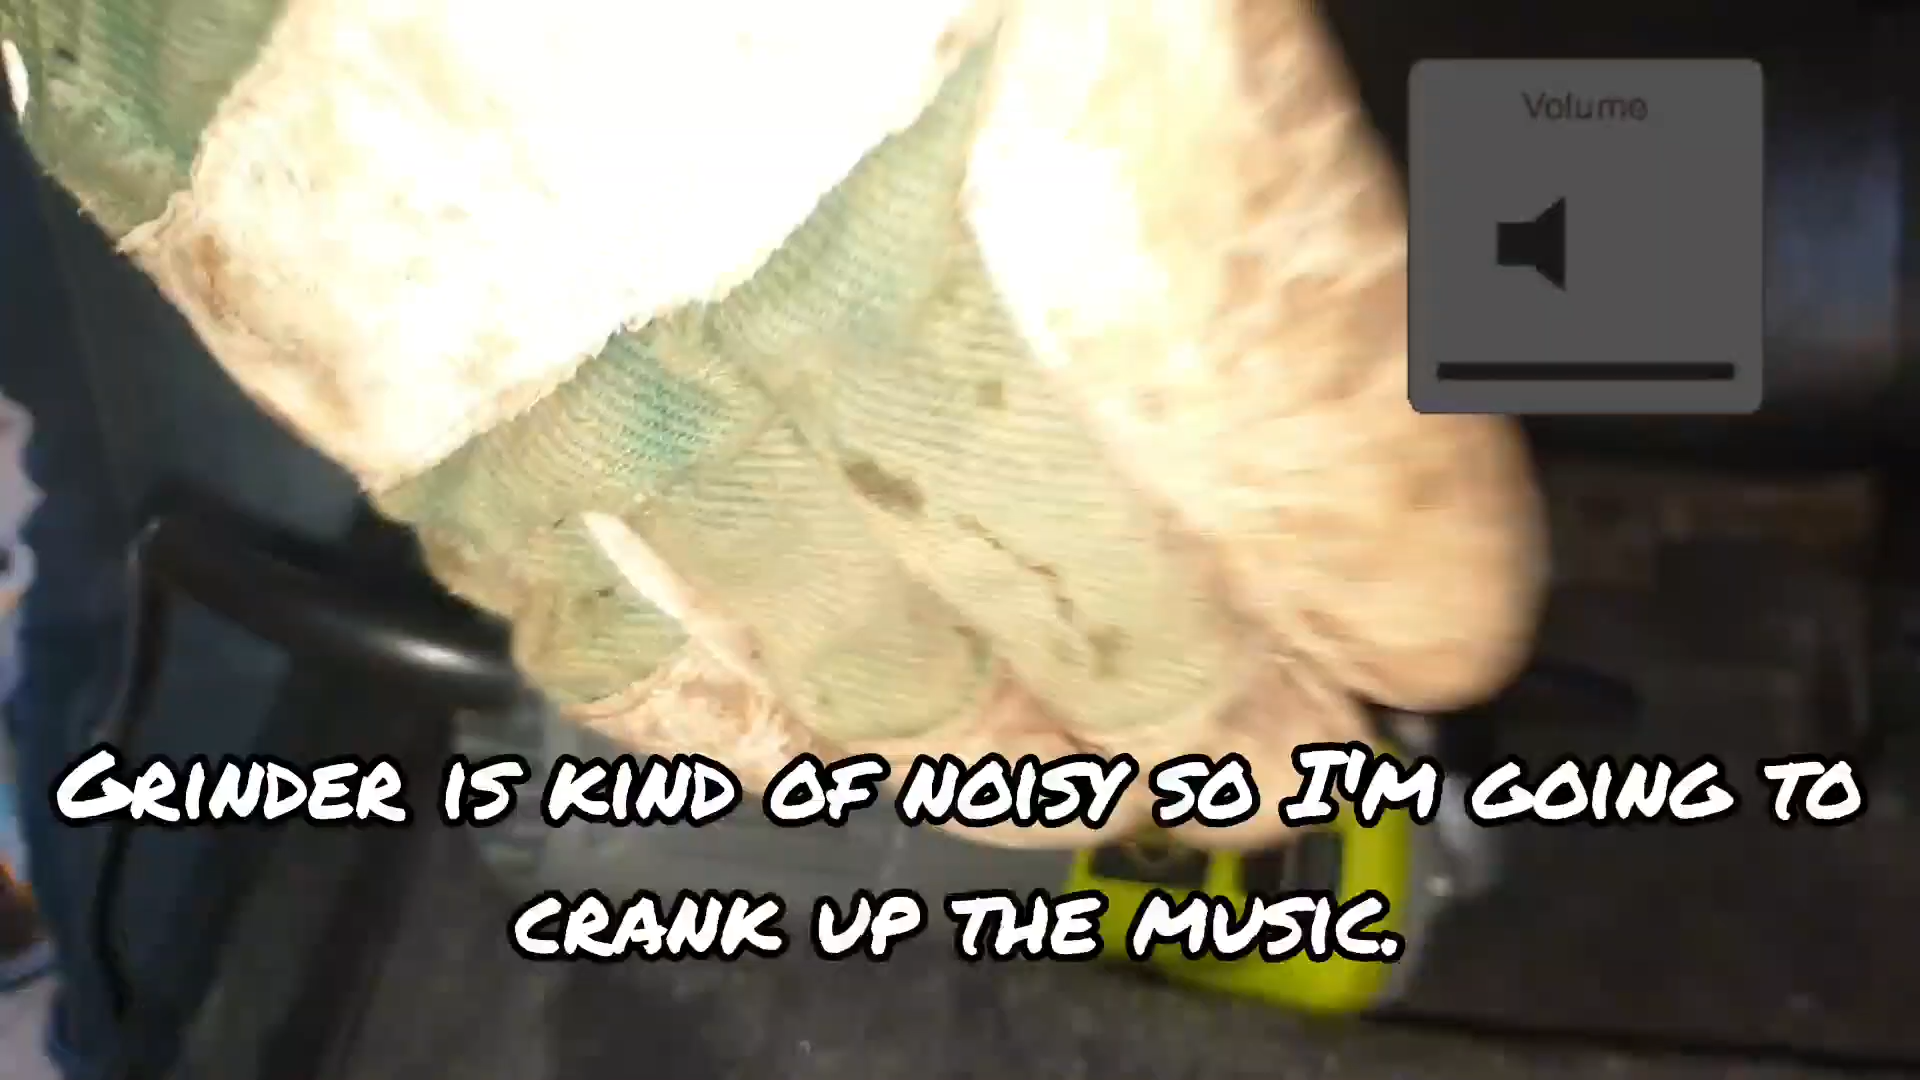 Volume
GRINDER IS KIND OF NOISY SO I'M GOING TO
CRANK UP THE MUSIC.